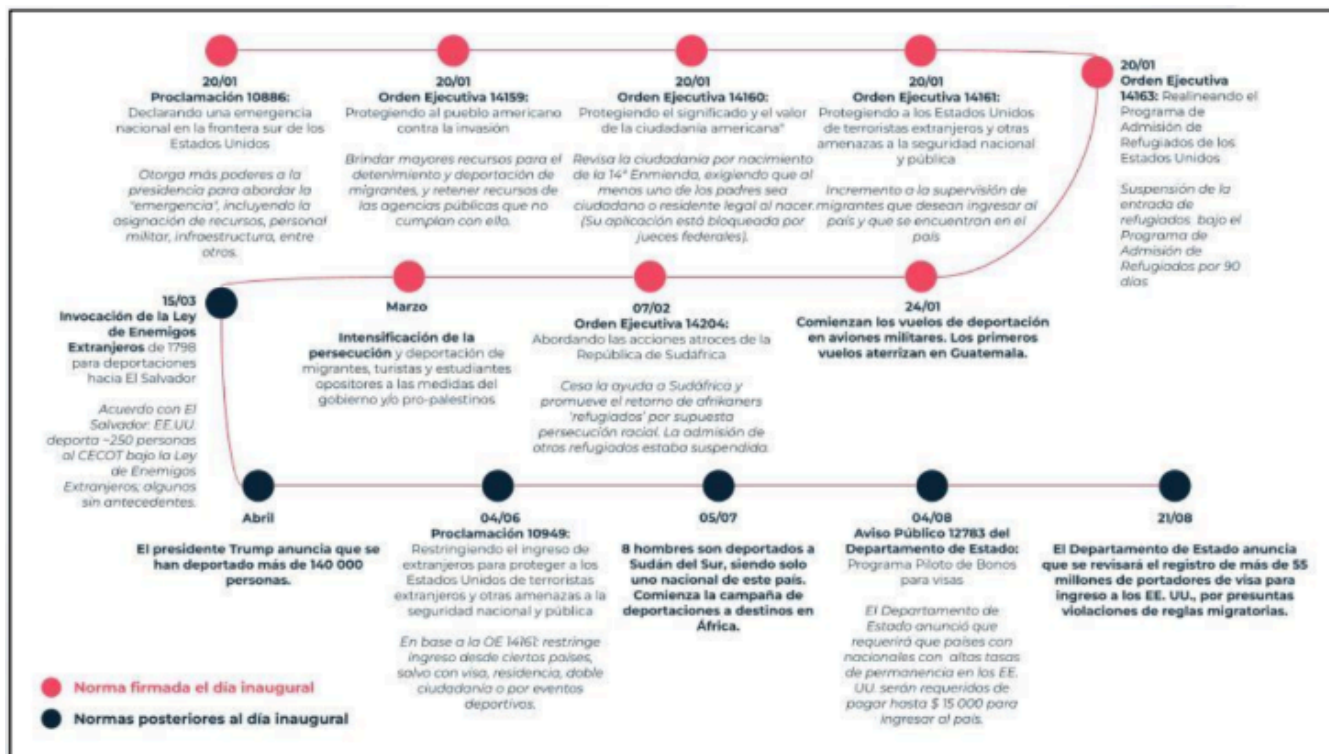 20/01
Proclamación 10886:
Declarando una emergencia
nacional en la frontera sur de los
Estados Unidos
Otorga más poderes a la
presidencia para abordar la
"emergencia", incluyendo la
asignación de recursos, personal
militar, infraestructura, entre
otros.
20/01
Orden Ejecutiva 14159:
Protegiendo al pueblo americano
contra la invasión
Brindar mayores recursos para el
detenimiento y deportación de
migrantes, y retener recursos de
las agencias públicas que no
cumplan con ello.
20/01
Orden Ejecutiva 14160:
Protegiendo el significado y el valor
de la ciudadanía americana"
Revisa la ciudadanía por nacimiento
de la 14° Enmienda, exigiendo que al
menos uno de los padres sea
ciudadano o residente legal al nacer.
(Su aplicación está bloqueada por
jueces federales).
20/01
Orden Ejecutiva 14161:
Protegiendo a los Estados Unidos
de terroristas extranjeros y otras
amenazas a la seguridad nacional
y pública
Incremento a la supervisión de
migrantes que desean ingresar al
país y que se encuentran en el
país
20/01
Orden Ejecutiva
14163: Realineando el
Programa de
Admisión de
Refugiados de los
Estados Unidos
Suspensión de la
entrada de
refugiados bajo el
Programa de
Admisión de
Refugiados por 90
días
24/01
Comienzan los vuelos de deportación
en aviones militares. Los primeros
vuelos aterrizan en Guatemala.
07/02
Orden Ejecutiva 14204:
Abordando las acciones atroces de la
República de Sudáfrica
Cesa la ayuda a Sudáfrica y
promueve el retorno de afrikaners
'refugiados' por supuesta
persecución racial. La admisión de
otros refugiados estaba suspendida.
Marzo
Intensificación de la
persecución y deportación de
migrantes, turistas y estudiantes
opositores a las medidas del
gobierno y/o pro-palestinos
15/03
Invocación de la Ley
de Enemigos
Extranjeros de 1798
para deportaciones
hacia El Salvador
Acuerdo con El
Salvador: EE.UU.
deporta ~250 personas
al CECOT bajo la Ley
de Enemigos
Extranjeros; algunos
sin antecedentes.
Abril
El presidente Trump anuncia que se
han deportado más de 140 000
personas.
04/06
Proclamación 10949:
Restringiendo el ingreso de
extranjeros para proteger a los
Estados Unidos de terroristas
extranjeros y otras amenazas a la
seguridad nacional y pública
En base a la OE 14161: restringe
ingreso desde ciertos países,
salvo con visa, residencia, doble
ciudadanía o por eventos
deportivos.
05/07
8 hombres son deportados a
Sudán del Sur, siendo solo
uno nacional de este país.
Comienza la campaña de
deportaciones a destinos en
África.
04/08
Aviso Público 12783 del
Departamento de Estado:
Programa Piloto de Bonos
para visas
El Departamento de
Estado anunció que
requerirá que países con
nacionales con altas tasas
de permanencia en los EE.
UU. serán requeridos de
pagar hasta $ 15 000 para
ingresar al país.
21/08
El Departamento de Estado anuncia
que se revisará el registro de más de 55
millones de portadores de visa para
ingreso a los EE. UU., por presuntas
violaciones de reglas migratorias.
Norma firmada el día inaugural
Normas posteriores al día inaugural